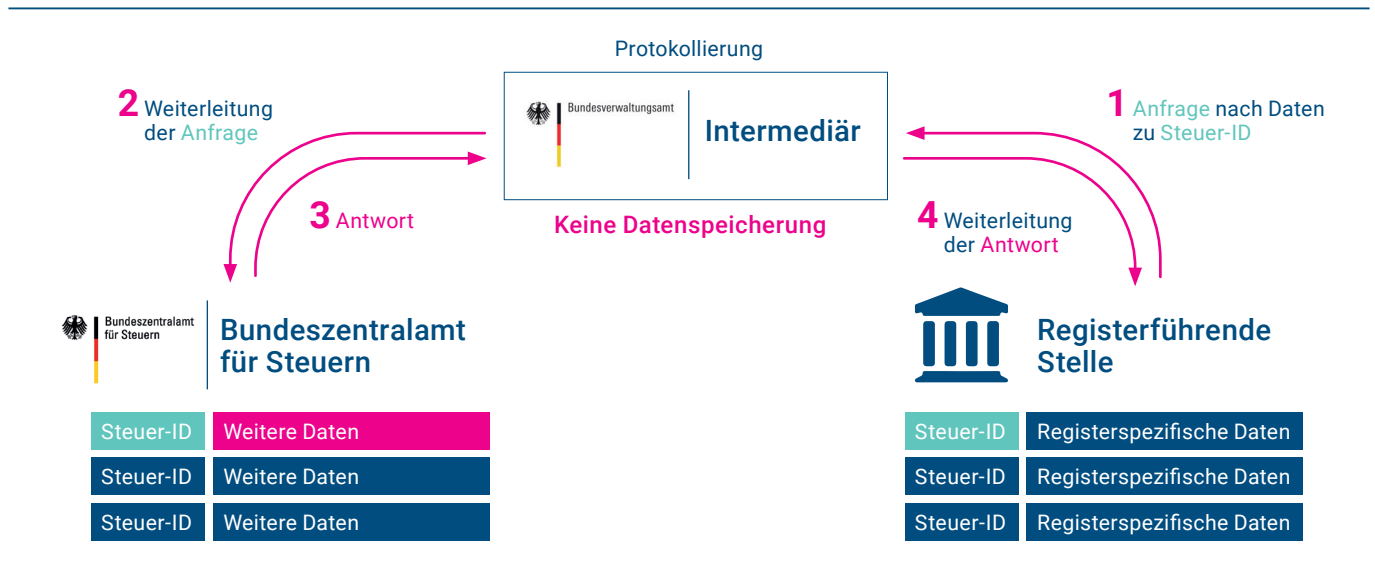 Protokollierung
Bundesverwaltungsamt
Intermediär
Keine Datenspeicherung
1 Anfrage nach Daten
zu Steuer-ID
2 Weiterleitung
der Anfrage
3 Antwort
4 Weiterleitung
der Antwort
Bundeszentralamt
für Steuern
Bundeszentralamt
für Steuern
Steuer-ID Weitere Daten
Steuer-ID Weitere Daten
Steuer-ID Weitere Daten
Registerführende
Stelle
Steuer-ID Registerspezifische Daten
Steuer-ID Registerspezifische Daten
Steuer-ID Registerspezifische Daten